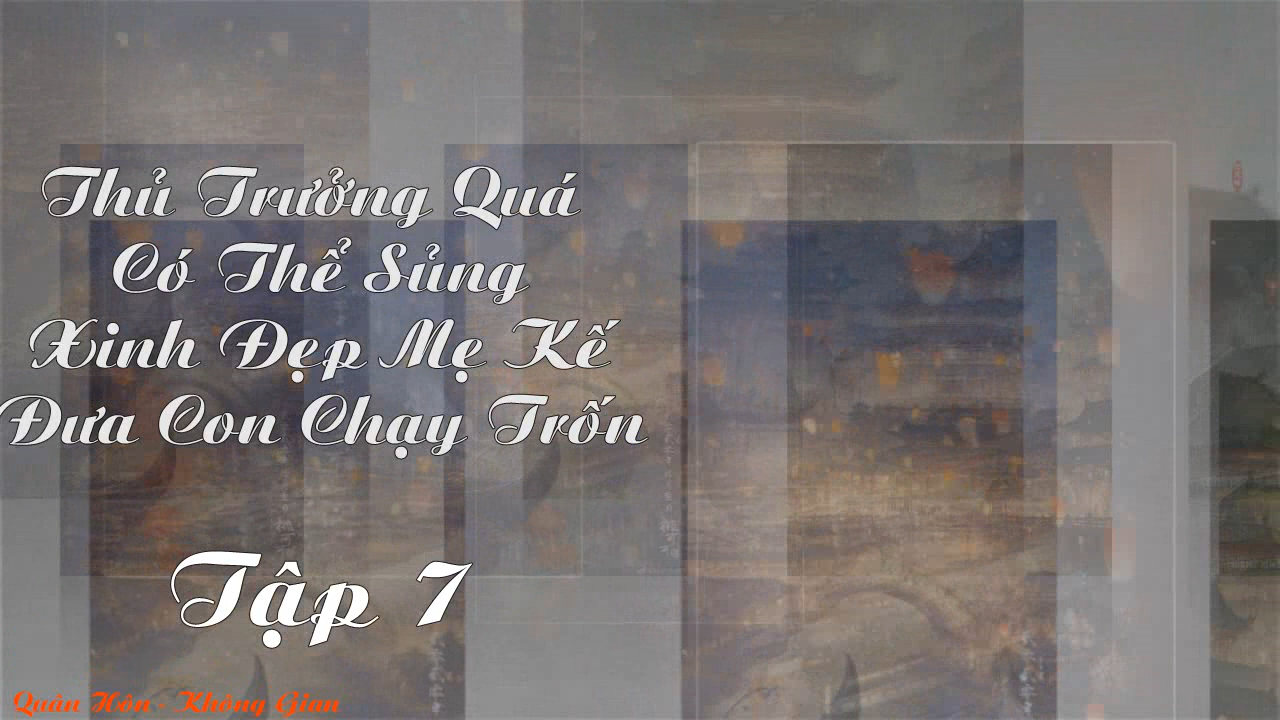 Thủ Trưởng Quá
Có Thể Sủng
Xinh Đẹp Mẹ Kế
Đưa Con Chạy Trốn
Tập 7
Quân Hôn - Không Gian